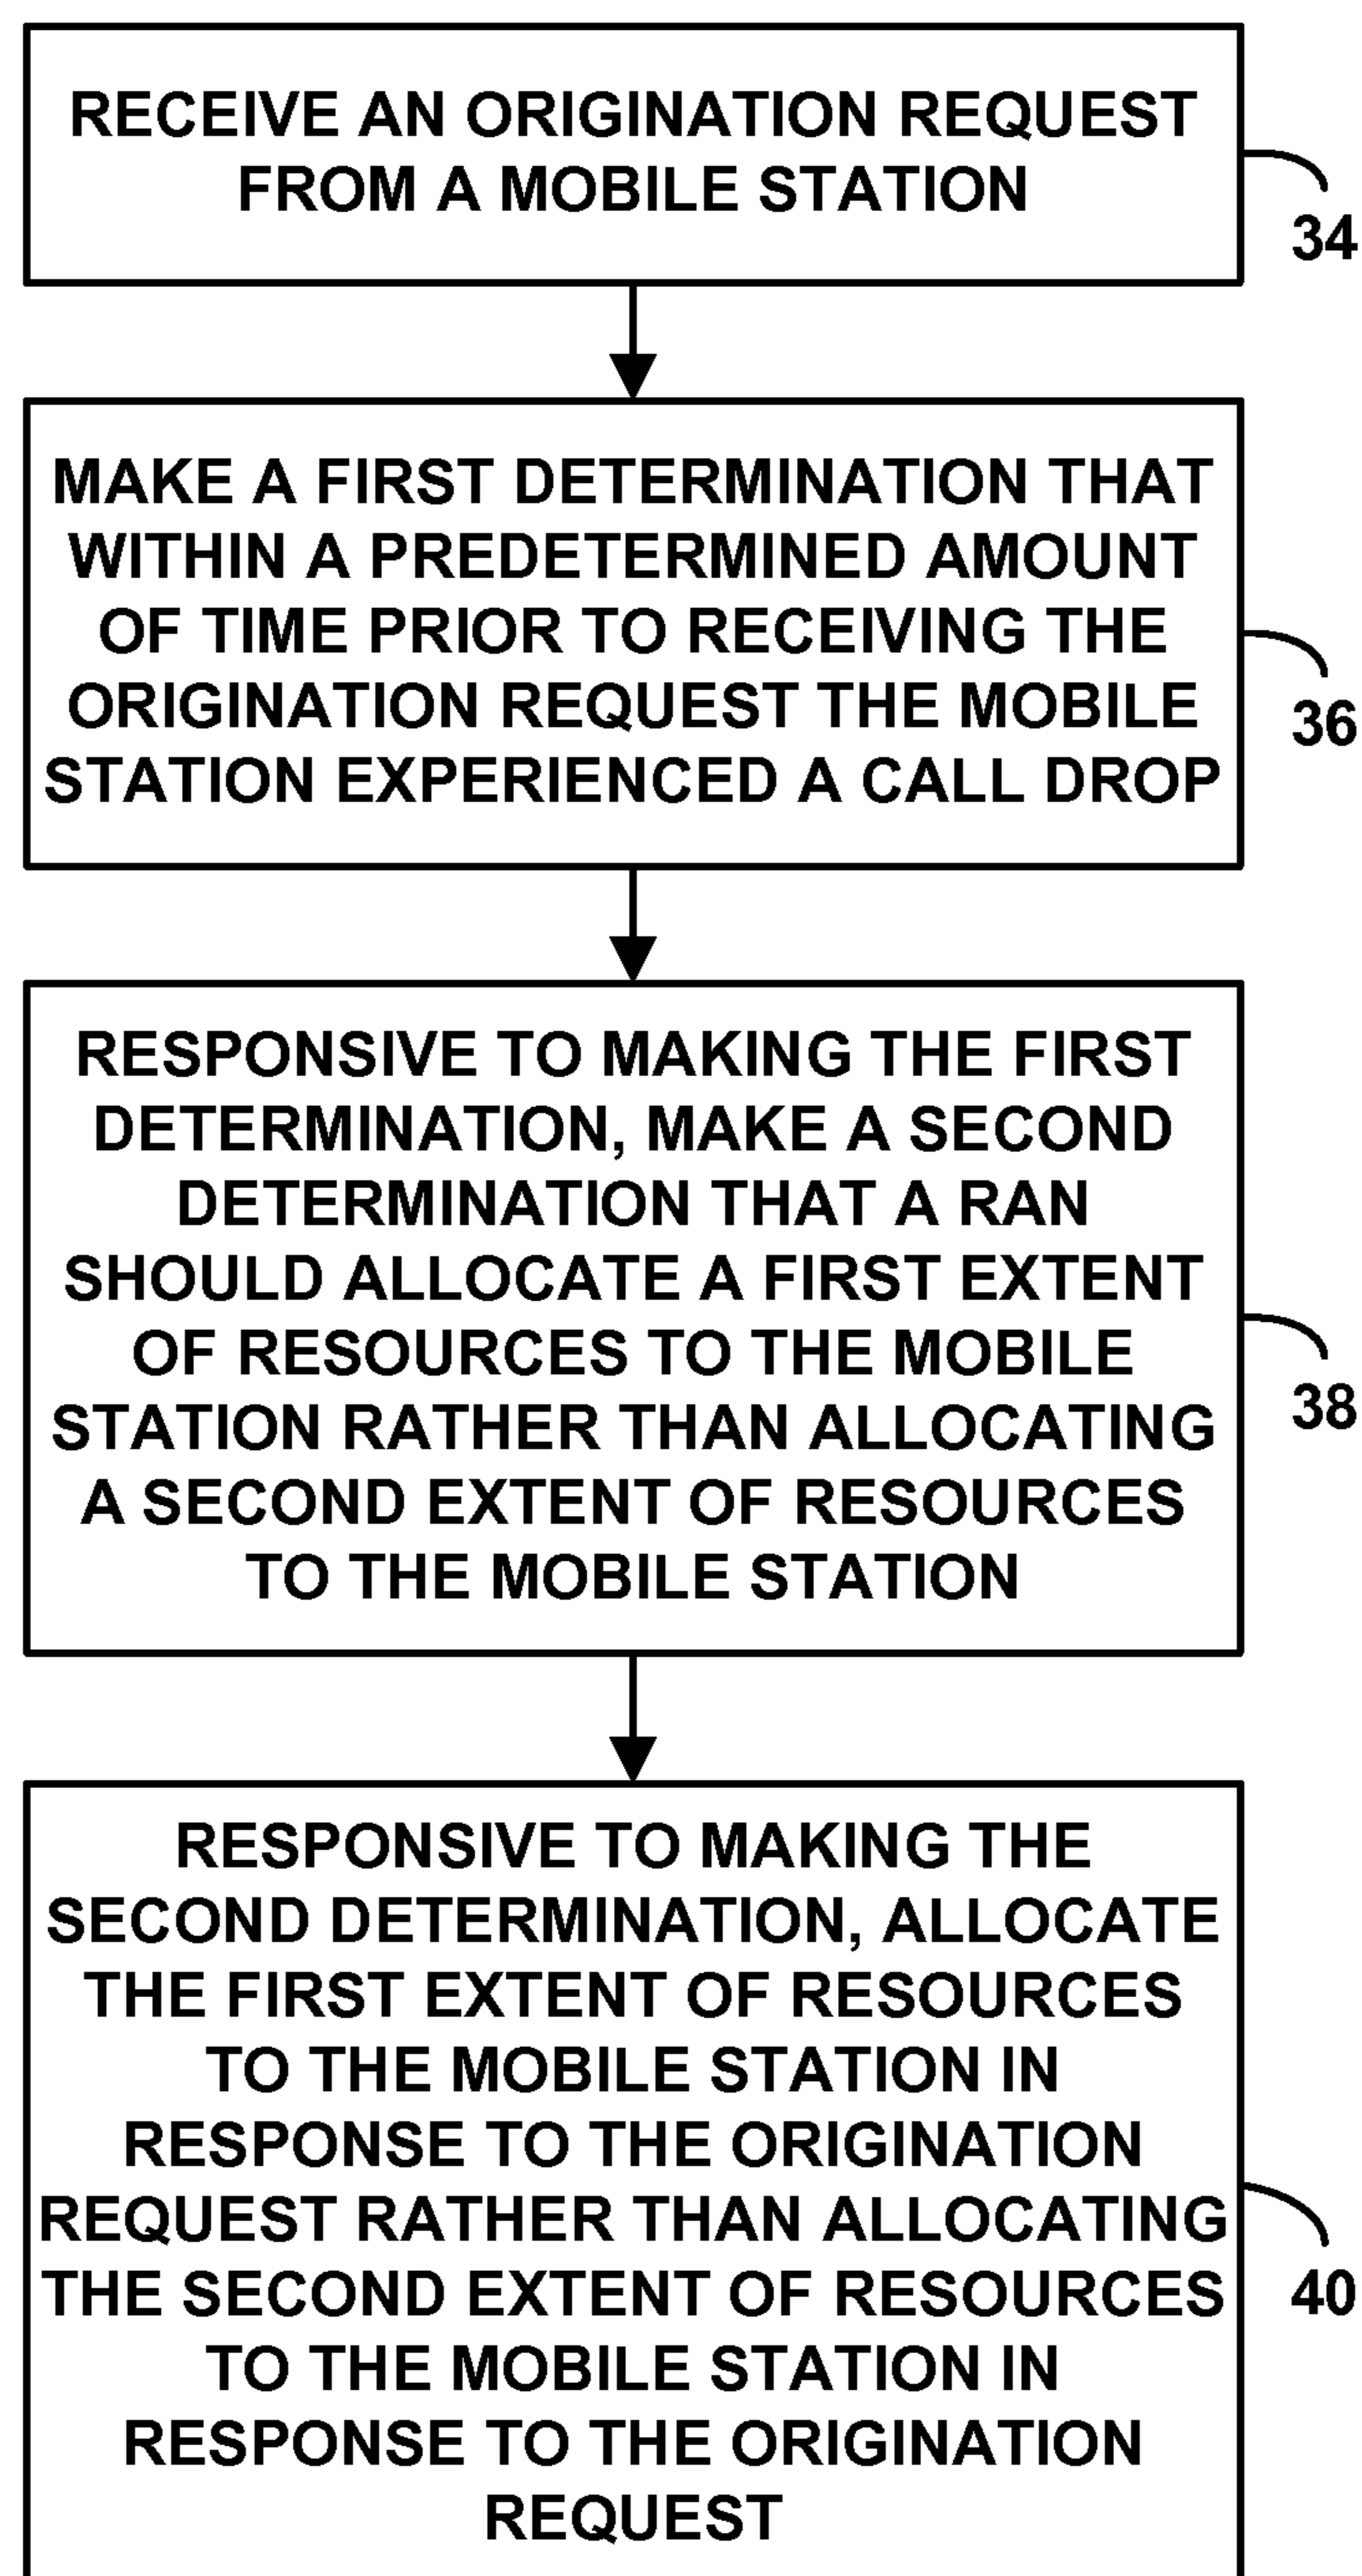 RECEIVE AN ORIGINATION REQUEST
FROM A MOBILE STATION
34
MAKE A FIRST DETERMINATION THAT
WITHIN A PREDETERMINED AMOUNT
OF TIME PRIOR TO RECEIVING THE
ORIGINATION REQUEST THE MOBILE
STATION EXPERIENCED A CALL DROP
36
RESPONSIVE TO MAKING THE FIRST
DETERMINATION, MAKE A SECOND
DETERMINATION THAT A RAN
SHOULD ALLOCATE A FIRST EXTENT
OF RESOURCES TO THE MOBILE
STATION RATHER THAN ALLOCATING
A SECOND EXTENT OF RESOURCES
TO THE MOBILE STATION
38
RESPONSIVE TO MAKING THE
SECOND DETERMINATION, ALLOCATE
THE FIRST EXTENT OF RESOURCES
TO THE MOBILE STATION IN
RESPONSE TO THE ORIGINATION
REQUEST RATHER THAN ALLOCATING
THE SECOND EXTENT OF RESOURCES
TO THE MOBILE STATION IN
RESPONSE TO THE ORIGINATION
REQUEST
40